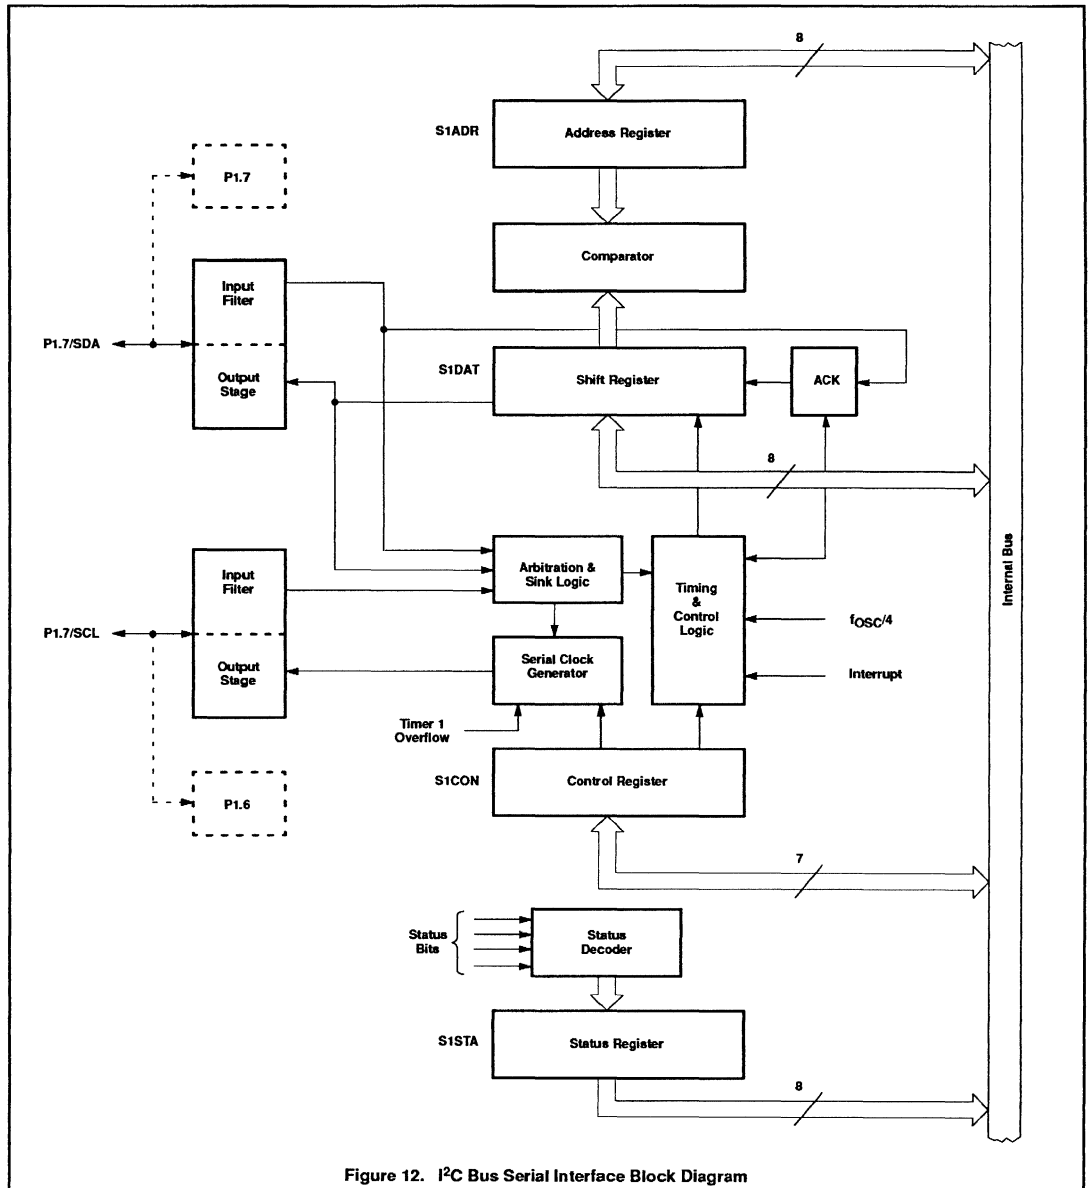 8
S1ADR
Address Register
P1.7
Comparator
Input
Filter
P1.7/SDA
S1DAT
Shift Register
ACK
Output
Stage
8
Internal Bus
Input
Filter
Arbitration &
Sink Logic
Timing
&
Control
Logic
fOSC/4
P1.7/SCL
Output
Stage
Serial Clock
Generator
Interrupt
Timer 1
Overflow
S1CON
Control Register
P1.6
7
Status
Bits
Status
Decoder
S1STA
Status Register
8
Figure 12. I2C Bus Serial Interface Block Diagram